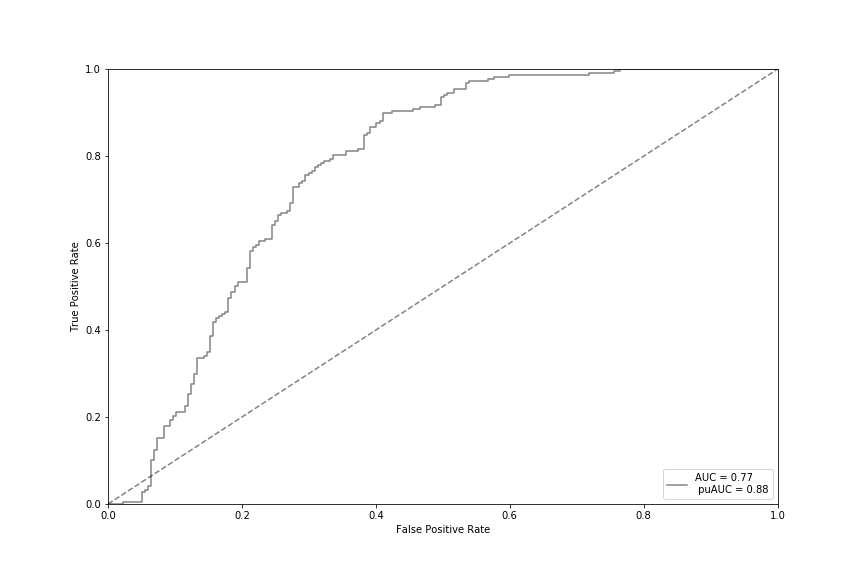 1.0
0.8
0.6
0.4
0.2
0.0
True Positive Rate
0.0 0.2 0.4 0.6 0.8 1.0
False Positive Rate
AUC = 0.77
puAUC = 0.88